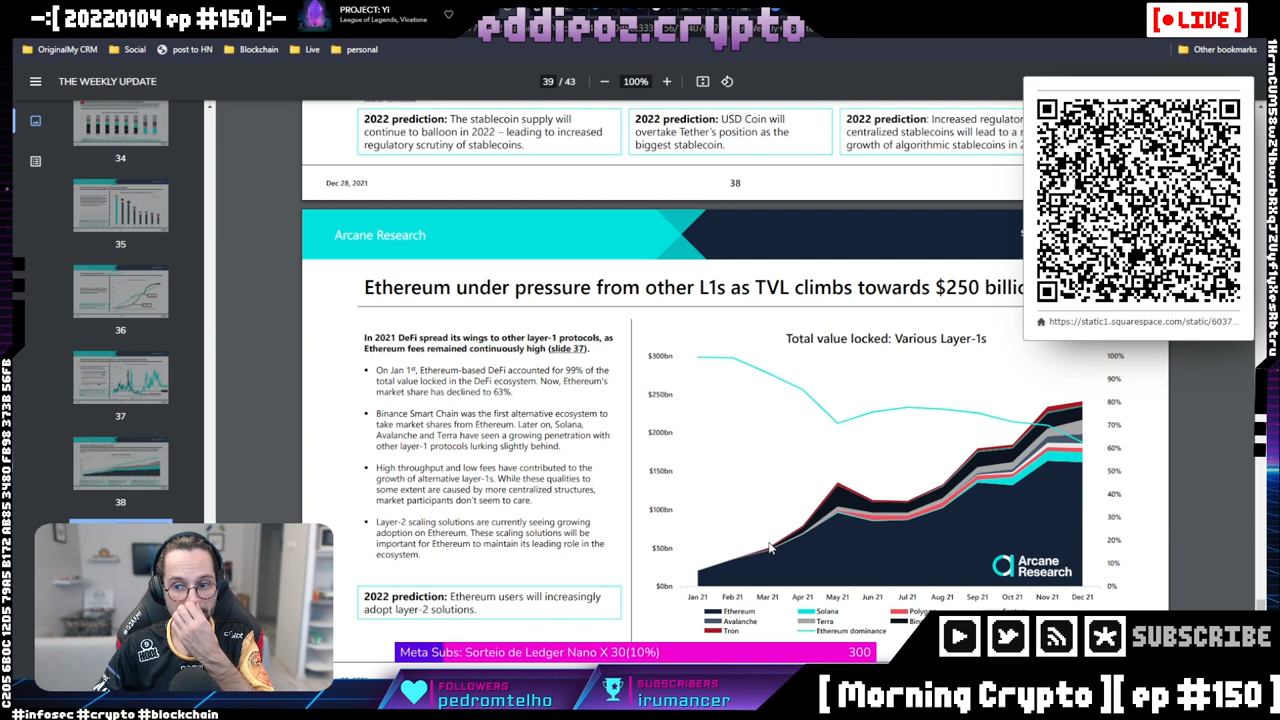 -:[ 20220104 ep #150 ]:-
PROJECT: Yi
League of Legends, Vicetone
eddieoz.crypto
[ LIVE ]
OriginalMy CRM
Social
post to HN
Blockchain
Live
personal
Other bookmarks
THE WEEKLY UPDATE
39 / 43
100%
34
35
36
37
38
2022 prediction: The stablecoin supply will
continue to balloon in 2022 – leading to increased
regulatory scrutiny of stablecoins.
2022 prediction: USD Coin will
overtake Tether's position as the
biggest stablecoin.
2022 prediction: Increased regulator
centralized stablecoins will lead to a
growth of algorithmic stablecoins in 2
Dec 28, 2021
38
https://static1.squarespace.com/static/6037...
Arcane Research
Ethereum under pressure from other L1s as TVL climbs towards $250 billio
In 2021 DeFi spread its wings to other layer-1 protocols, as
Ethereum fees remained continuously high (slide 37).
• On Jan 1st, Ethereum-based DeFi accounted for 99% of the
total value locked in the DeFi ecosystem. Now, Ethereum's
market share has declined to 63%.
• Binance Smart Chain was the first alternative ecosystem to
take market shares from Ethereum. Later on, Solana,
Avalanche and Terra have seen a growing penetration with
other layer-1 protocols lurking slightly behind.
• High throughput and low fees have contributed to the
growth of alternative layer-1s. While these qualities to
some extent are caused by more centralized structures,
market participants don't seem to care.
• Layer-2 scaling solutions are currently seeing growing
adoption on Ethereum. These scaling solutions will be
important for Ethereum to maintain its leading role in the
ecosystem.
2022 prediction: Ethereum users will increasingly
adopt layer-2 solutions.
Total value locked: Various Layer-1s
$300bn
$250bn
$200bn
$150bn
$100bn
$50bn
$0bn
100%
90%
80%
70%
60%
50%
40%
30%
20%
10%
0%
Jan 21
Feb 21
Mar 21
Apr 21
May 21
Jun 21
Jul 21
Aug 21
Sep 21
Oct 21
Nov 21
Dec 21
Arcane
Research
Ethereum
Solana
Polygo
Avalanche
Terra
Bin
Tron
Ethereum dominance
Meta Subs: Sorteio de Ledger Nano X 30(10%)
300
FOLLOWERS
pedromtelho
SUBSCRIBERS
irumancer
SUBSCRIBE
[ Morning Crypto ][ ep #150 ]
#infosec #crypto #blockchain